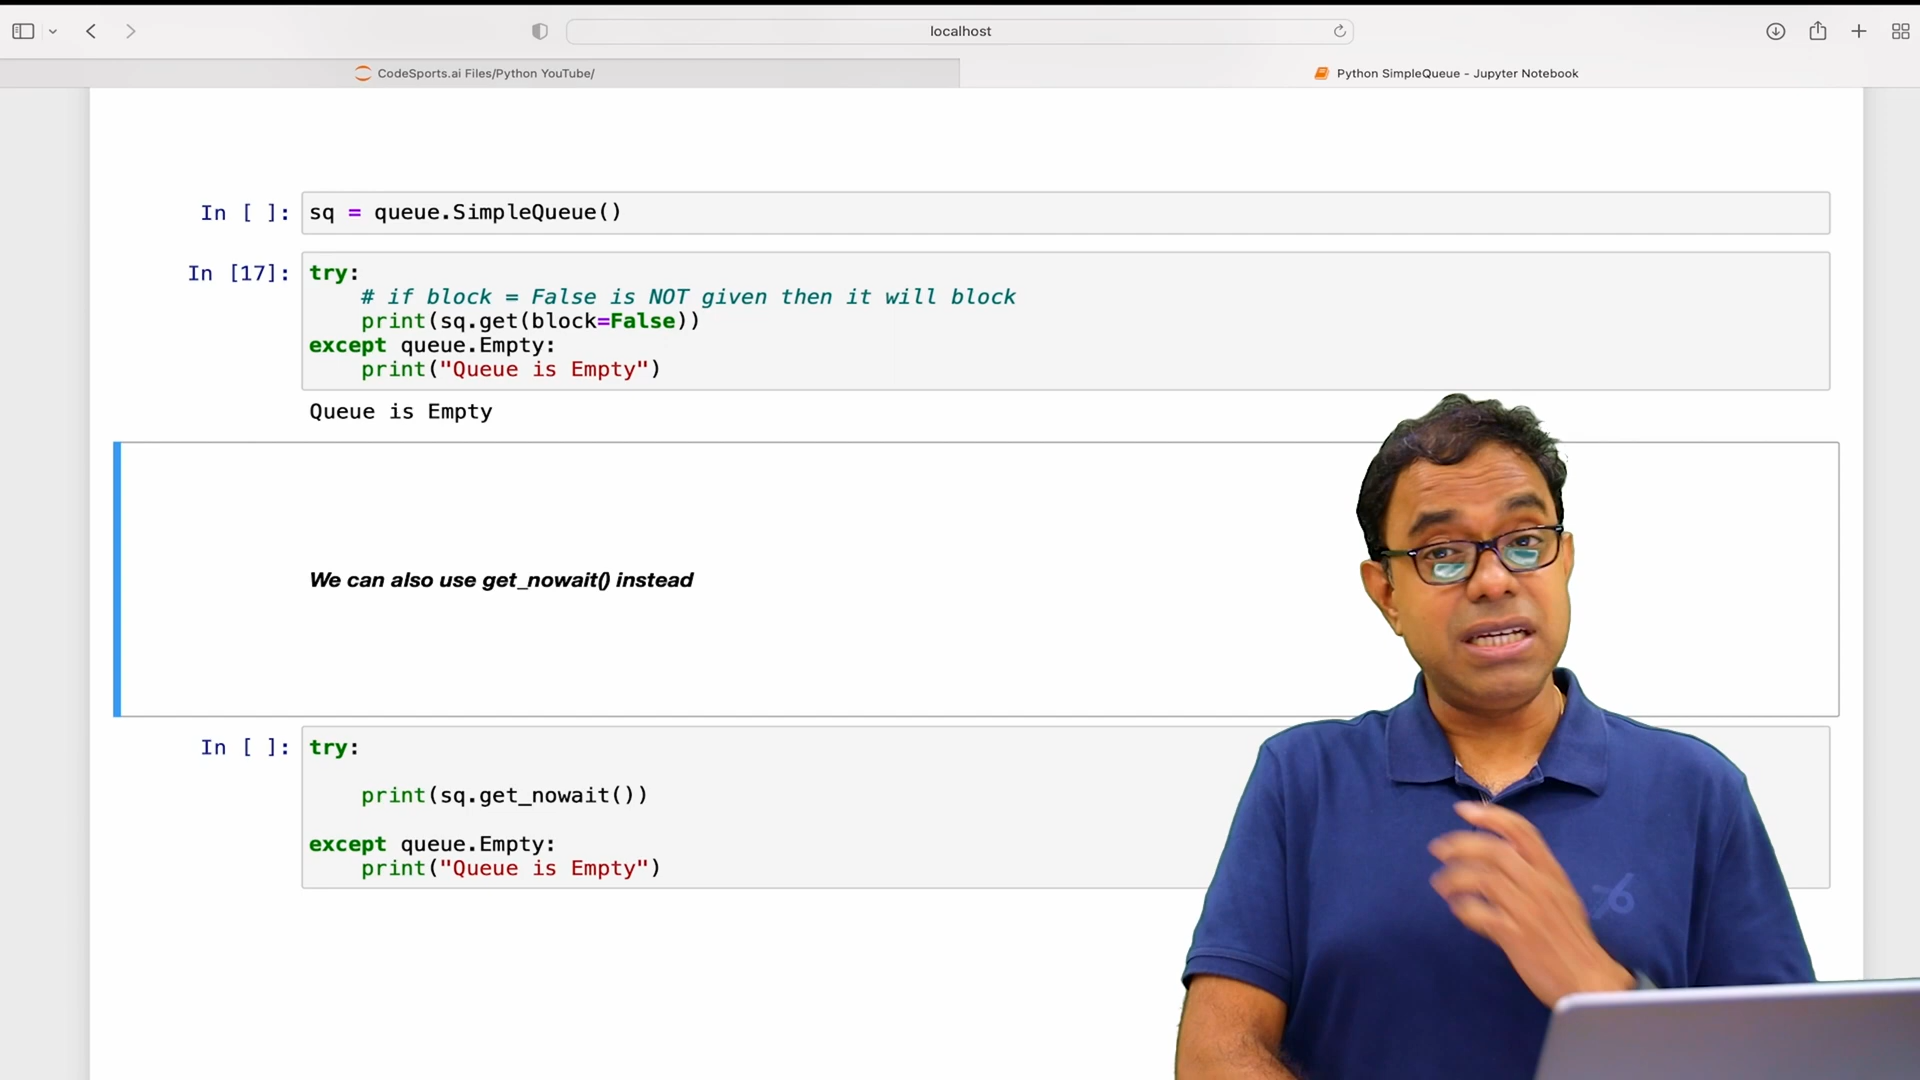 localhost
CodeSports.ai Files/Python YouTube/
Python SimpleQueue - Jupyter Notebook
In [ ]: sq = queue.SimpleQueue()
In [17]: try:
# if block = False is NOT given then it will block
print(sq.get(block=False))
except queue.Empty:
print("Queue is Empty")
Queue is Empty
We can also use get_nowait() instead
In [ ]: try:
print(sq.get_nowait())
except queue.Empty:
print("Queue is Empty")